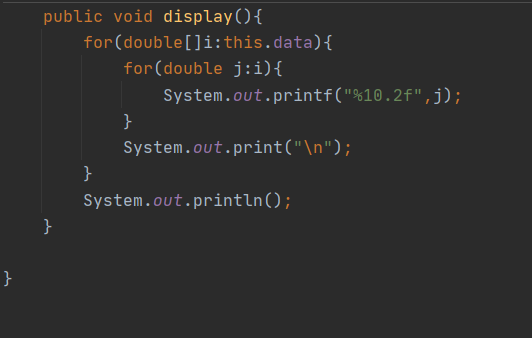 public void display(){
for(double[]i:this.data){
for(double j:i){
System.out.printf("%10.2f",j);
}
System.out.print("\n");
}
System.out.println();
}
}